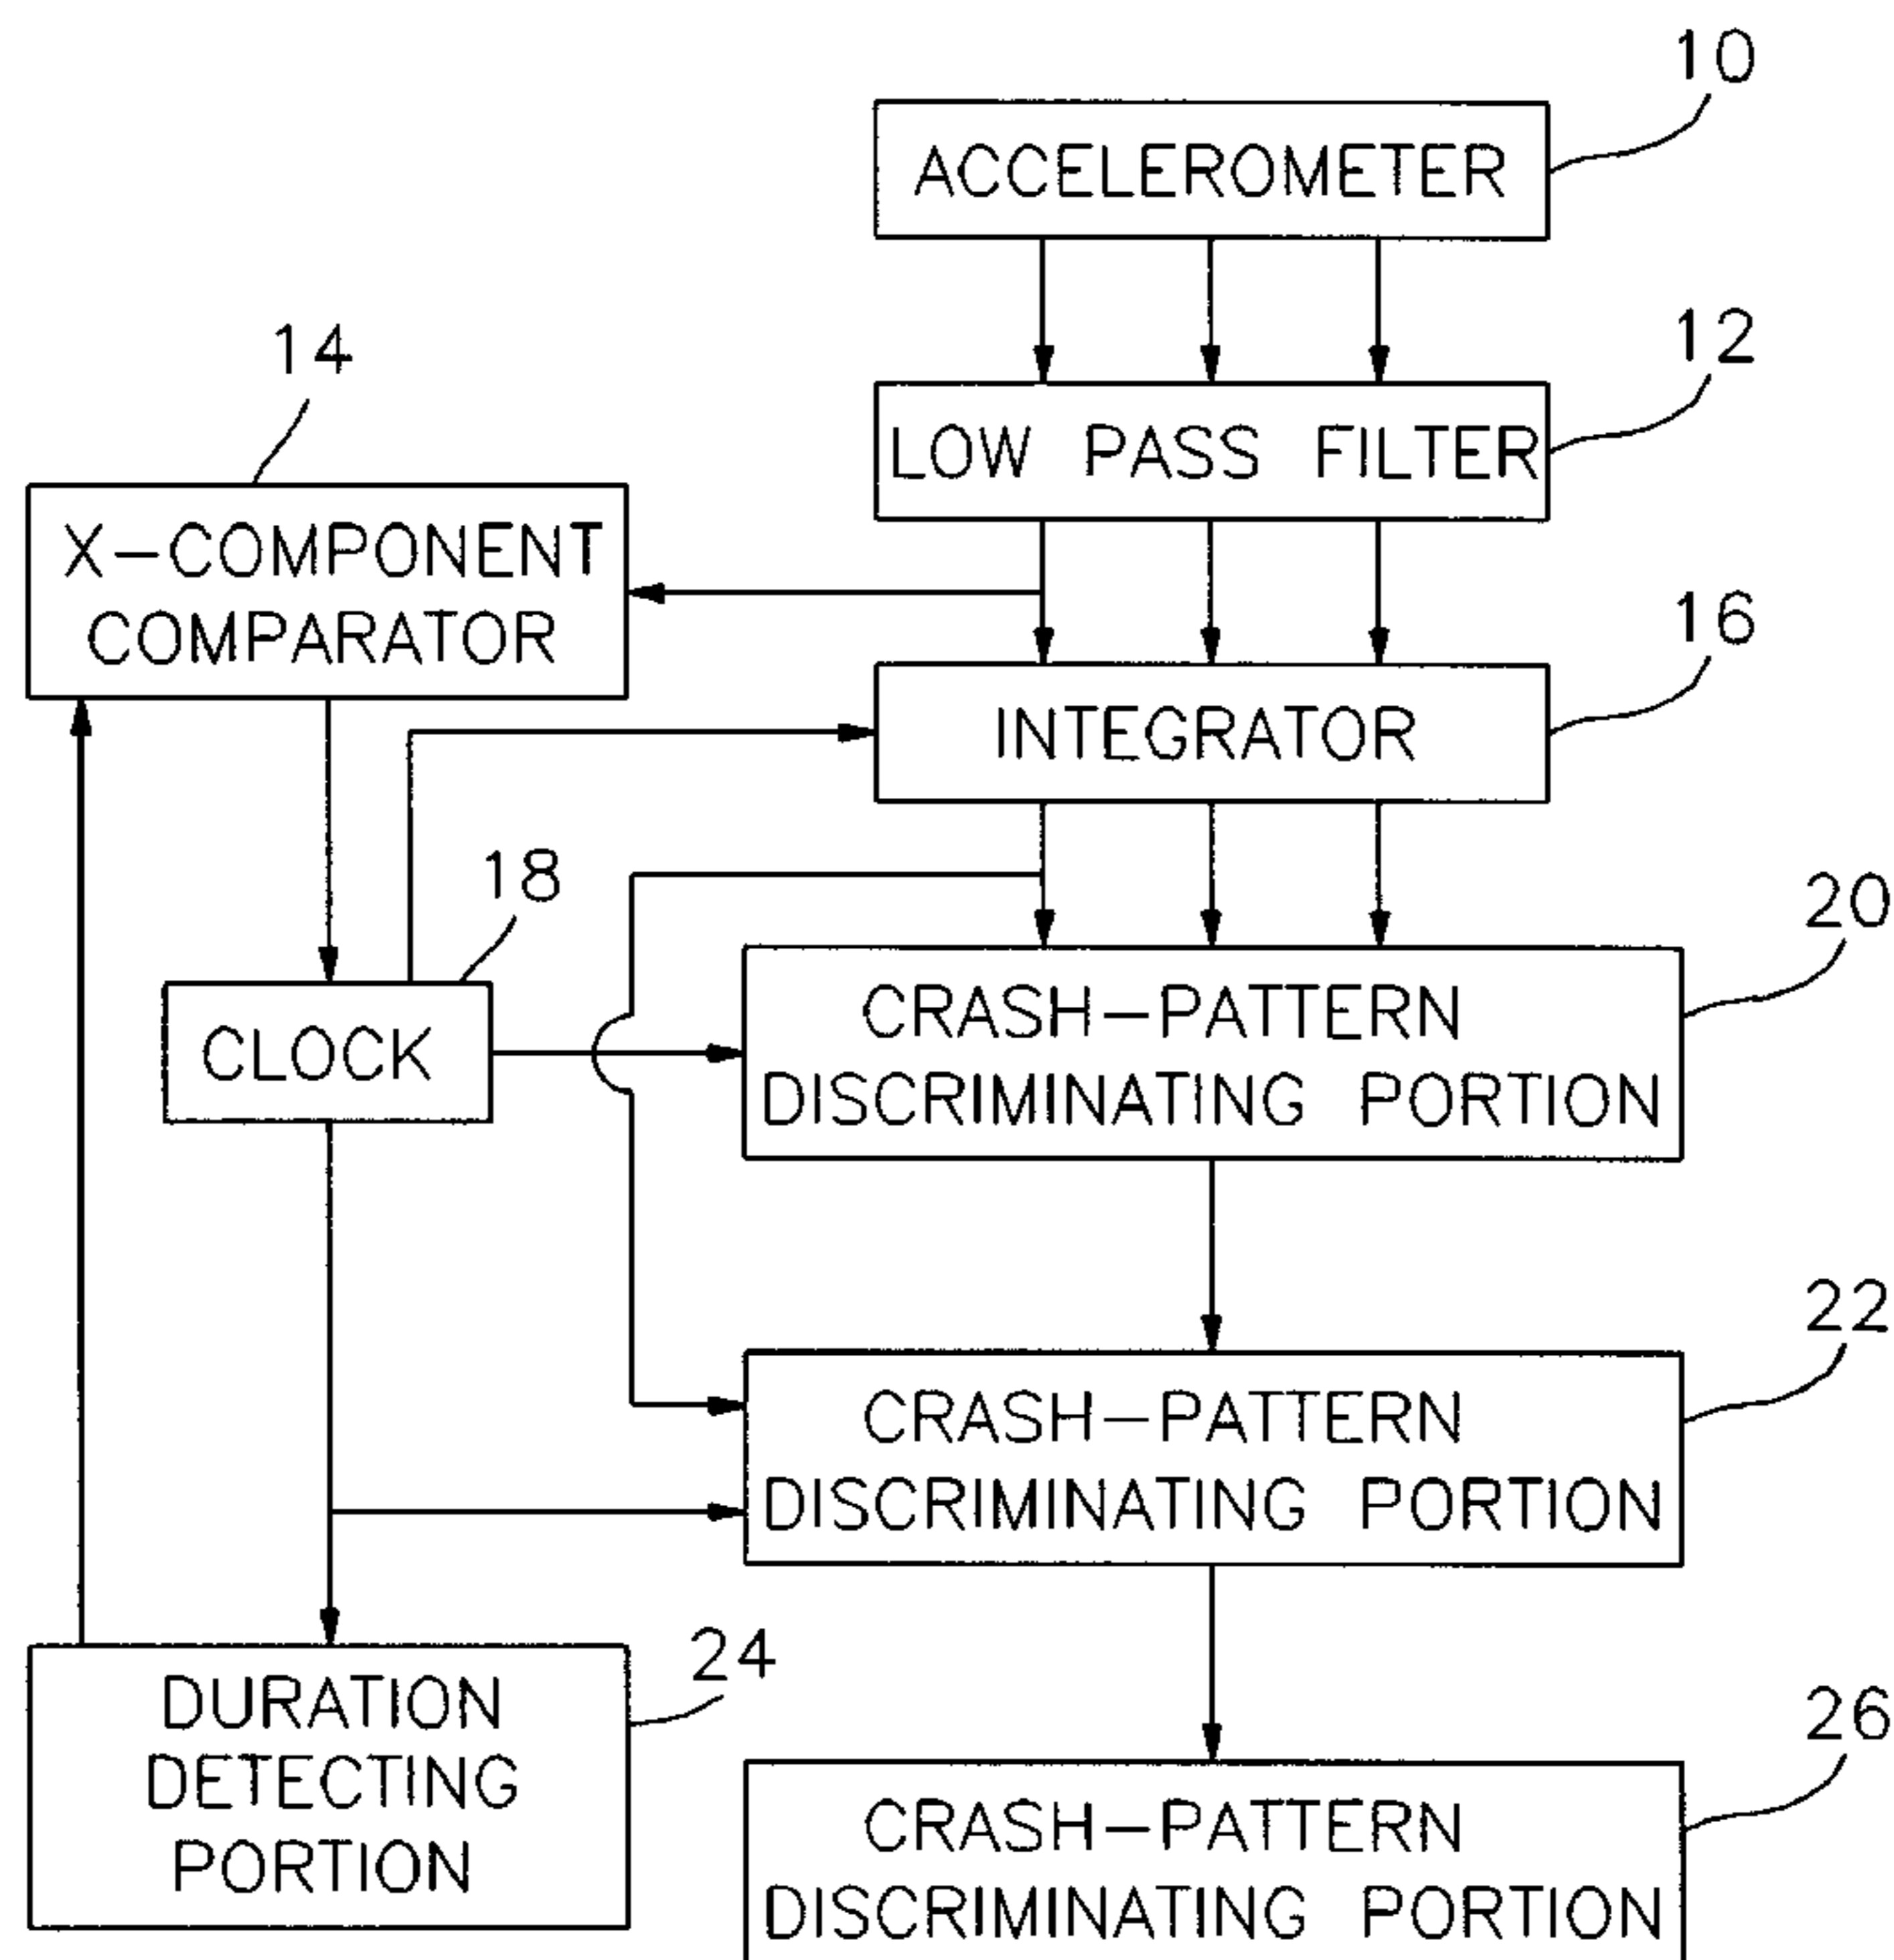 10
ACCELEROMETER
12
LOW PASS FILTER
14
X-COMPONENT
COMPARATOR
16
INTEGRATOR
18
CLOCK
20
CRASH-PATTERN
DISCRIMINATING PORTION
22
CRASH-PATTERN
DISCRIMINATING PORTION
24
DURATION
DETECTING
PORTION
26
CRASH-PATTERN
DISCRIMINATING PORTION